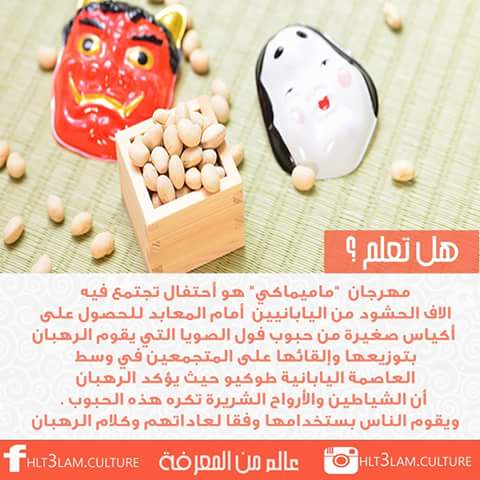 هل تعلم ؟
مهرجان "ماميماكي" هو أحتفال تجتمع فيه
الاف الحشود من اليابانيين أمام المعابد للحصول على
أكياس صغيرة من حبوب فول الصويا التي يقوم الرهبان
بتوزيعها وإلقائها على المتجمعين في وسط
العاصمة اليابانية طوكيو حيث يؤكد الرهبان
أن الشياطين والأرواح الشريرة تكره هذه الحبوب .
ويقوم الناس بستخدامها وفقا لعاداتهم وكلام الرهبان
HLT3LAM.CULTURE عالم من المعرفة HLT3LAM.CULTURE